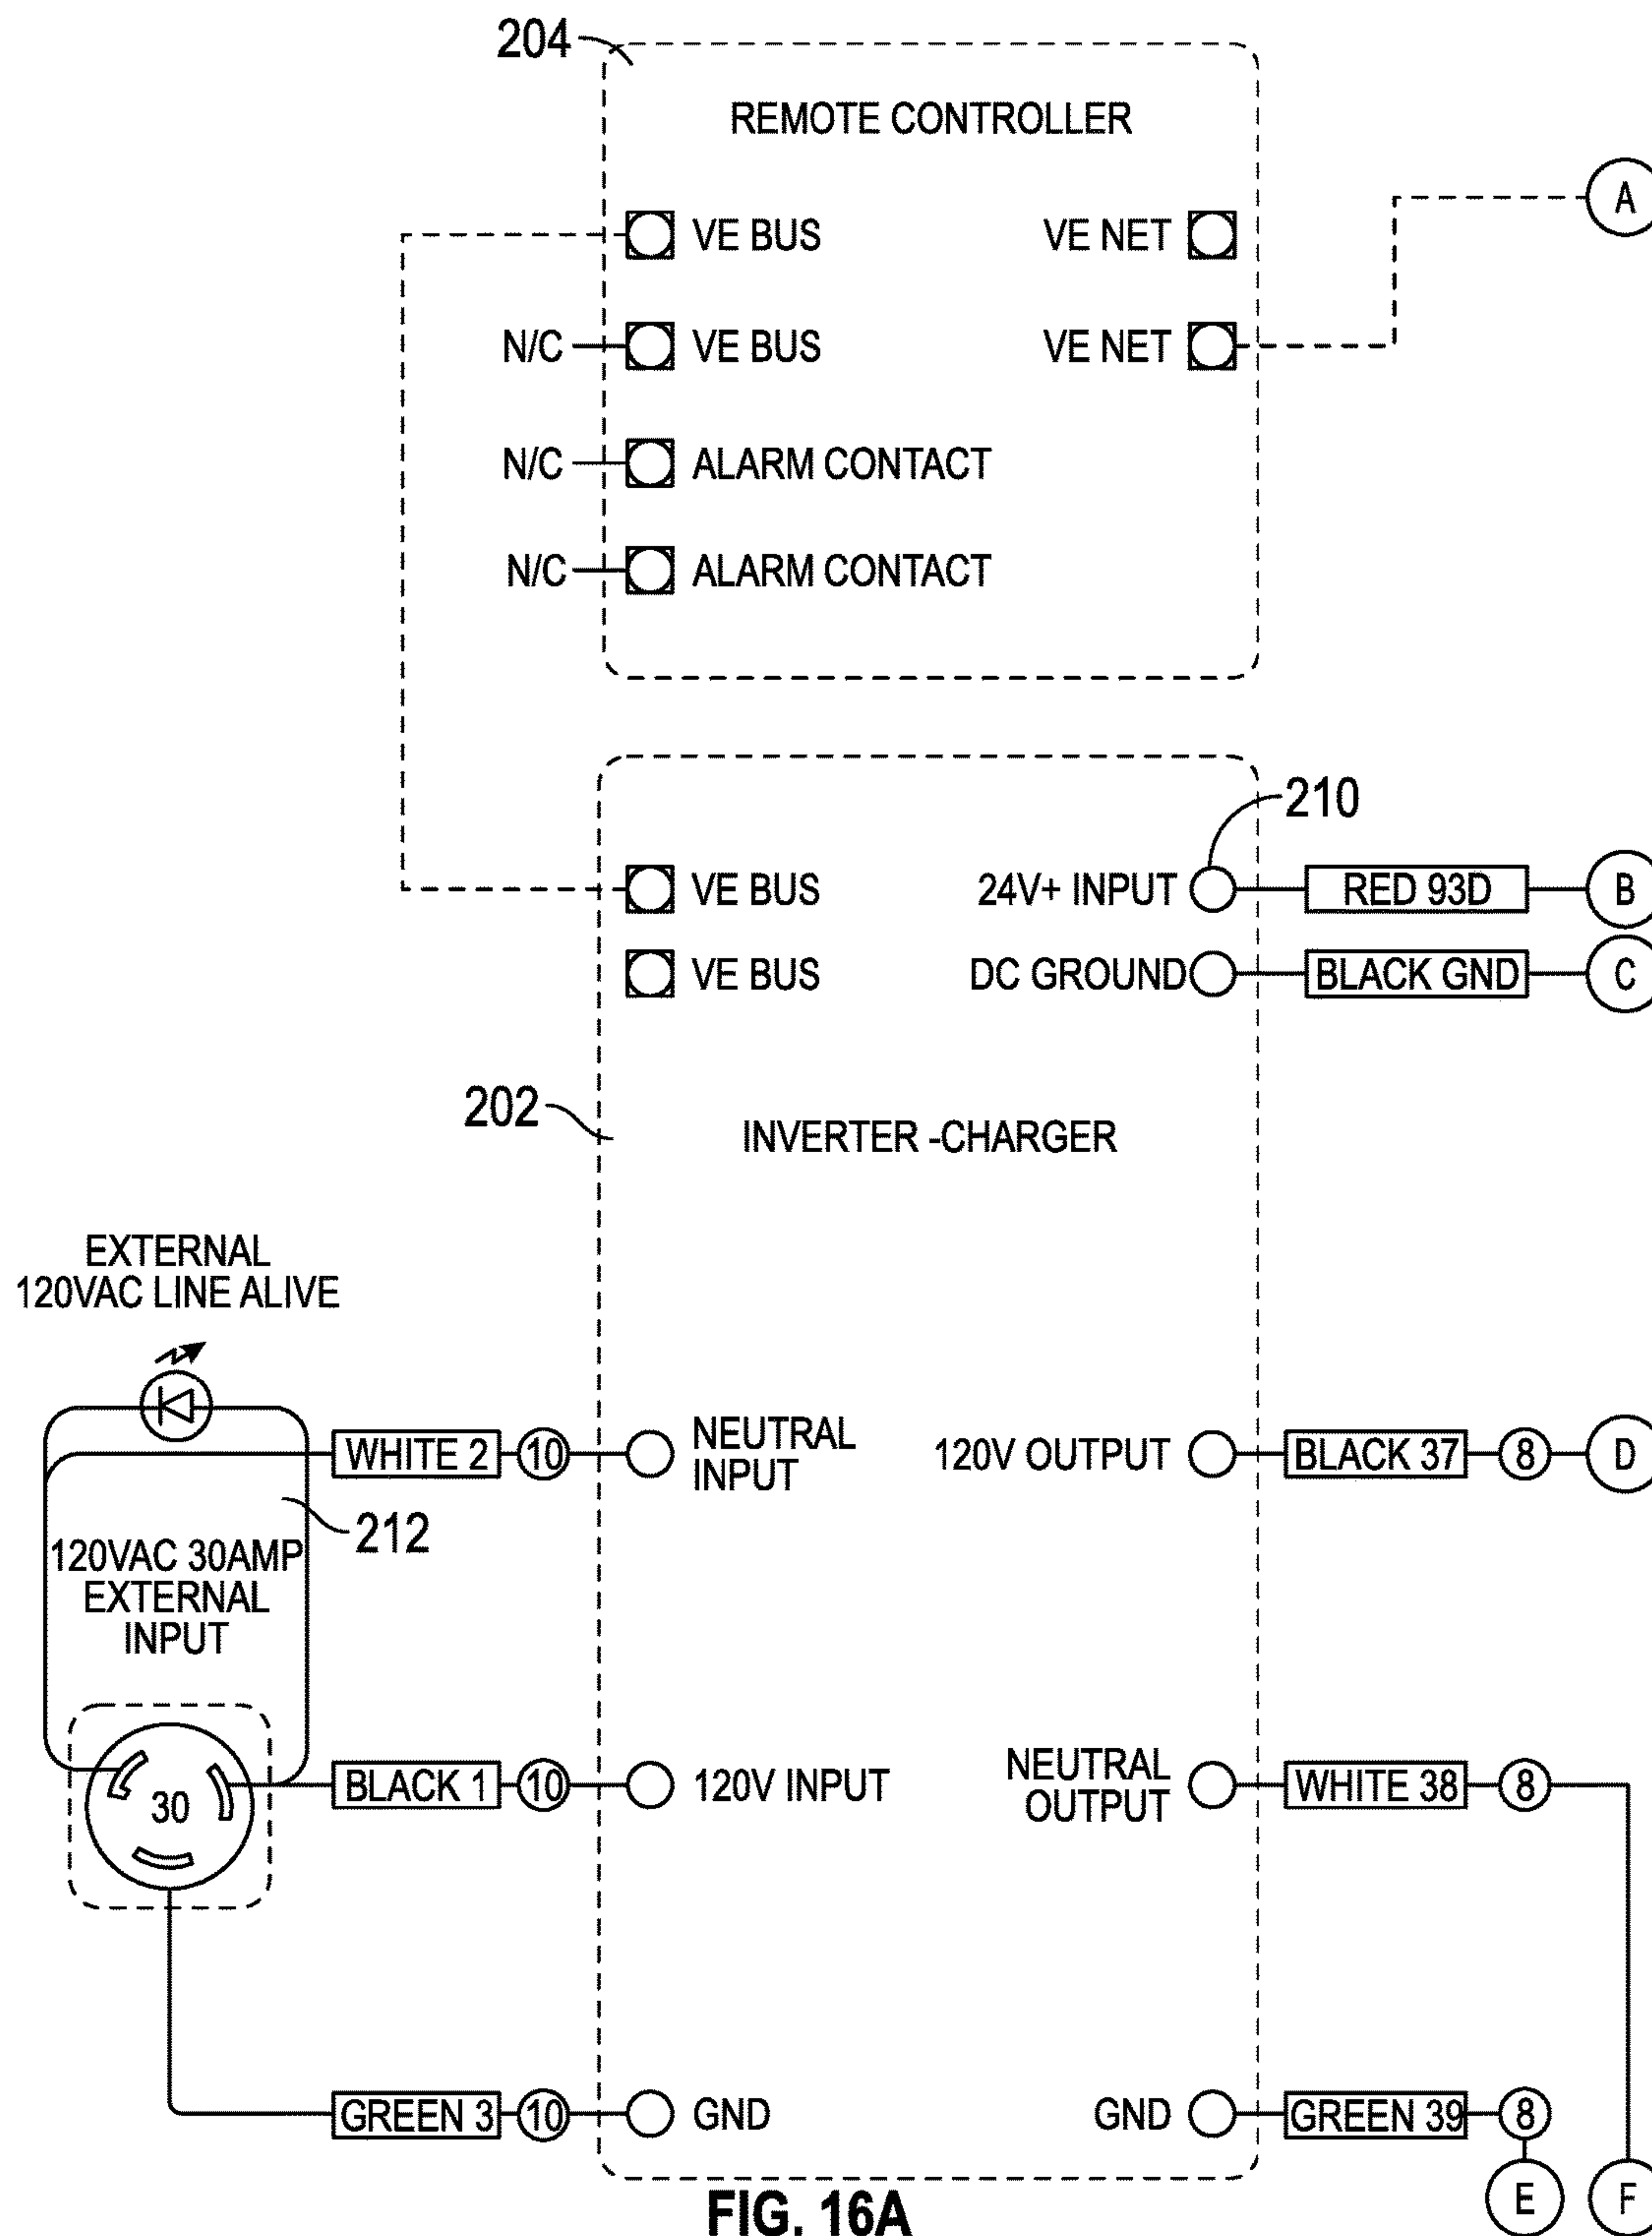 204
REMOTE CONTROLLER
A
VE BUS
VE NET
N/C
VE BUS
VE NET
N/C
ALARM CONTACT
N/C
ALARM CONTACT
210
VE BUS
24V+ INPUT
RED 93D
B
VE BUS
DC GROUND
BLACK GND
C
202
INVERTER -CHARGER
EXTERNAL
120VAC LINE ALIVE
WHITE 2
10
NEUTRAL
INPUT
120V OUTPUT
BLACK 37
8
D
212
120VAC 30AMP
EXTERNAL
INPUT
30
BLACK 1
10
120V INPUT
NEUTRAL
OUTPUT
WHITE 38
8
GREEN 3
10
GND
GND
GREEN 39
8
E
F
FIG. 16A